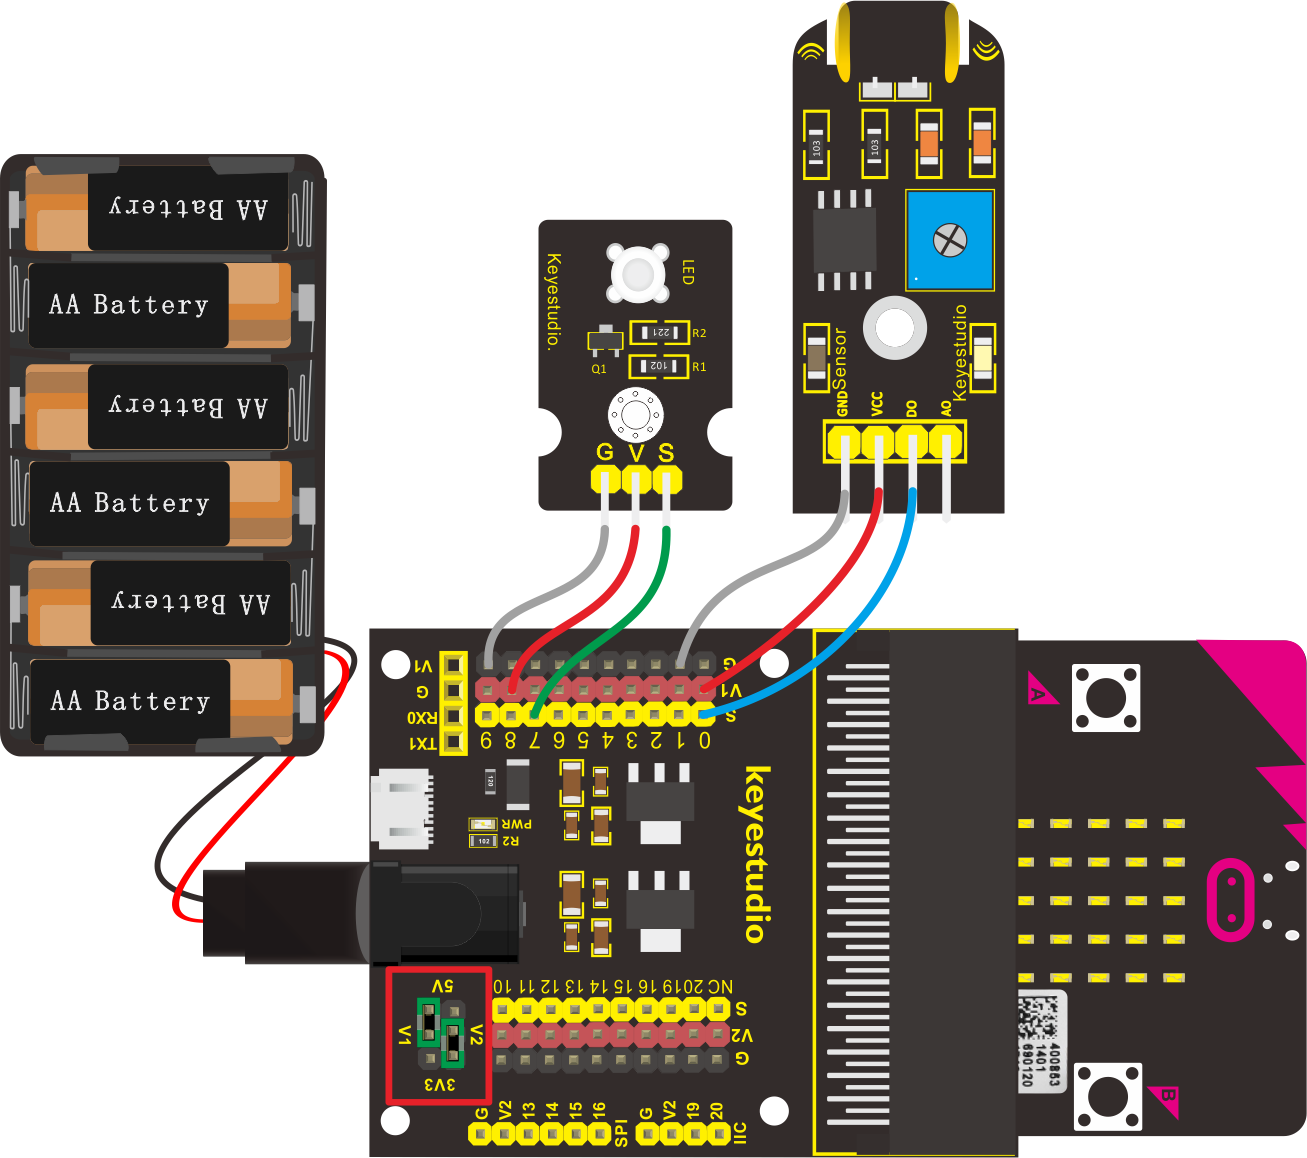 AA Battery
AA Battery
AA Battery
AA Battery
AA Battery
AA Battery
Keyestudio.
LED
221
R2
102
R1
Q1
G V S
103
103
Sensor
Keyestudio
GND
VCC
DO
AO
V1
G
RX0
TX1
G
V1
S
9 8 7 6 5 4 3 2 1 0
120
PWR
102
R2
keyestudio
5V
V1
V2
3V3
10 11 12 13 14 15 16 19 20 NC
S
V2
G
G
V2
13
14
15
16
SPI
G
V2
19
20
IIC
A
B
400863
1401
690120